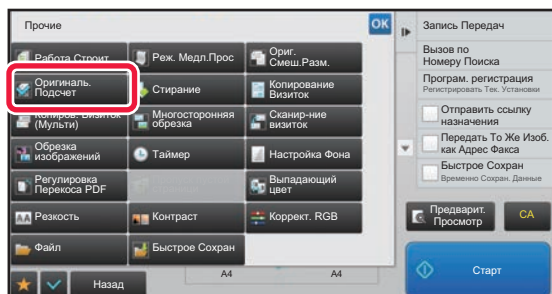 Прочие
OK
Работа Строит.
Реж. Медл.Прос
Ориг.
Смеш.Разм.
Оригиналь.
Подсчет
Стирание
Копирование
Визиток
Копиров. Визиток
(Мульти)
Многосторонняя
обрезка
Сканир-ние
визиток
Обрезка
изображений
Таймер
Настройка Фона
Регулировка
Перекоса PDF
Выпадающий
цвет
Резкость
Контраст
Коррект. RGB
Файл
Быстрое Сохран
Назад
A4
A4
Запись Передач
Вызов по
Номеру Поиска
Програм. регистрация
Регистрировать Тек. Установки
Отправить ссылку
назначения
Передать То Же Изоб.
как Адрес Факса
Быстрое Сохран
Временно Сохран. Данные
Предварит.
Просмотр
CA
Старт